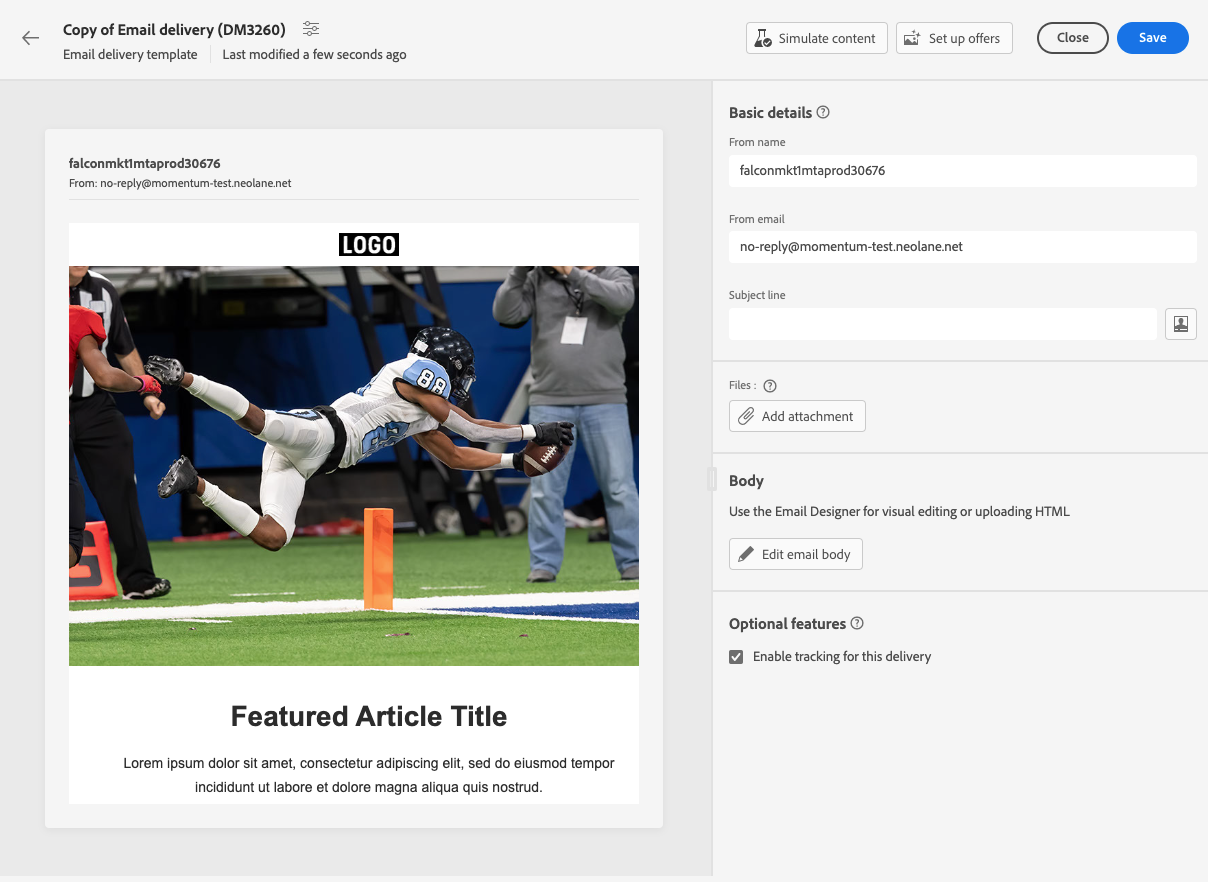 Copy of Email delivery (DM3260)
Email delivery template
Last modified a few seconds ago
Simulate content
Set up offers
Close
Save
falconmkt1mtaprod30676
From: no-reply@momentum-test.neolane.net
LOGO
88
Featured Article Title
Lorem ipsum dolor sit amet, consectetur adipiscing elit, sed do eiusmod tempor
incididunt ut labore et dolore magna aliqua quis nostrud.
Basic details
From name
falconmkt1mtaprod30676
From email
no-reply@momentum-test.neolane.net
Subject line
Files :
Add attachment
Body
Use the Email Designer for visual editing or uploading HTML
Edit email body
Optional features
Enable tracking for this delivery